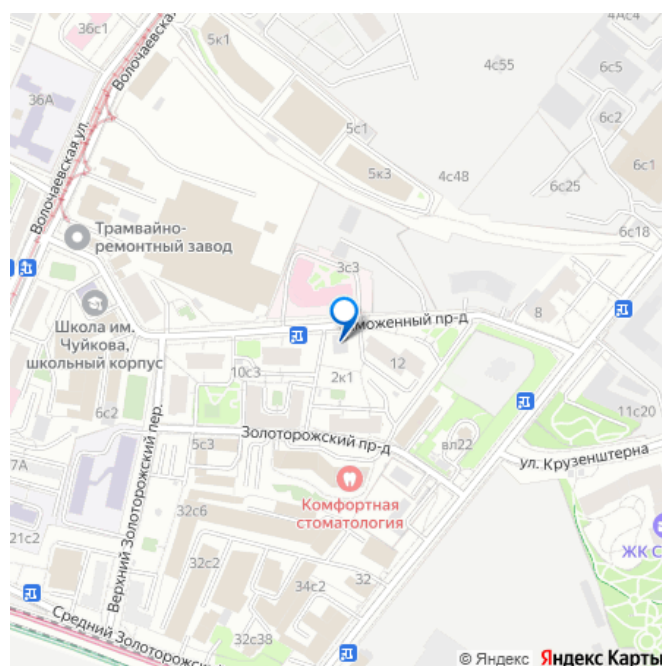 36с1
Волочаевская
5к1
4Ас4
4с55
6с5
36А
6с2
5с1
6с1
Волочаевская ул.
5к3
4с48
6с25
Трамвайно-
ремонтный завод
6с18
3с3
8
Школа им.
Чуйкова,
школьный корпус
моженный пр-д
12
10с3
2к1
6с2
11с20
Золоторожский пр-д
вл22
5с3
7А
ул. Крузенштерна
Верхний Золоторожский пер.
Комфортная
стоматология
32с6
21с2
32с2
ЖК С
34с2
32
Средний Золоторожский
32с38
© Яндекс Яндекс Карты